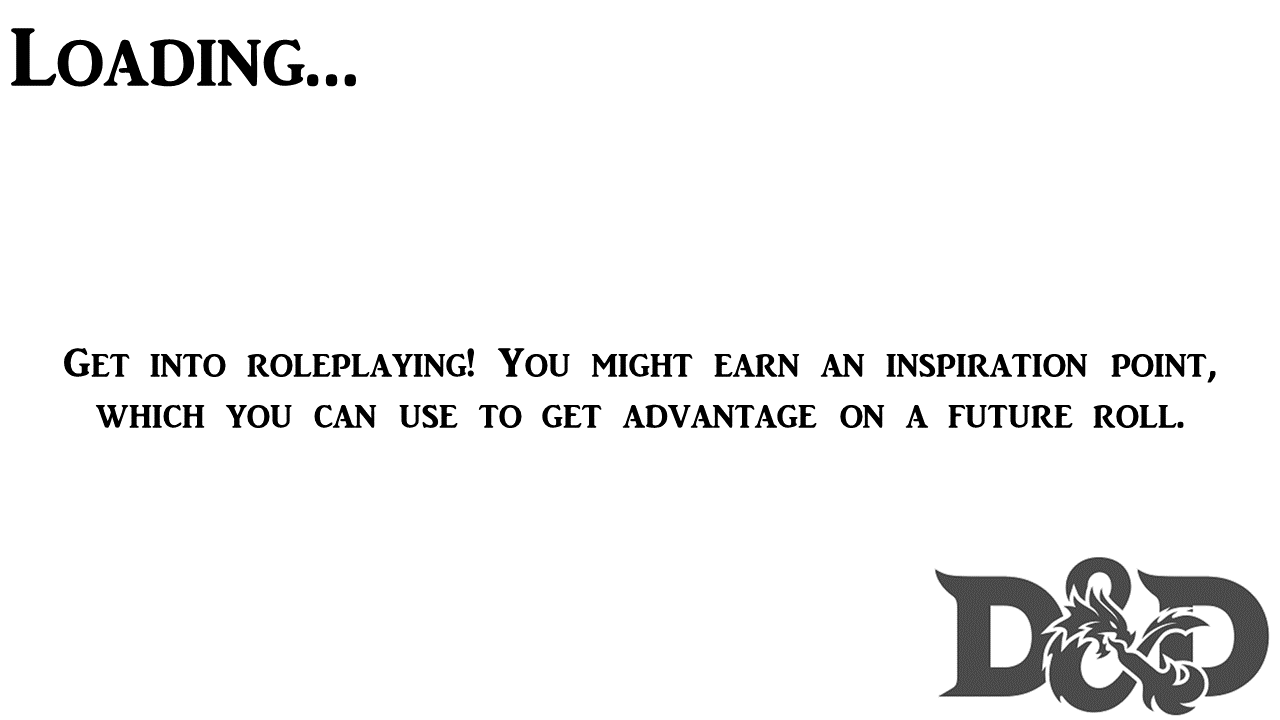 Loading...
Get into roleplaying! You might earn an inspiration point,
which you can use to get advantage on a future roll.
D&D